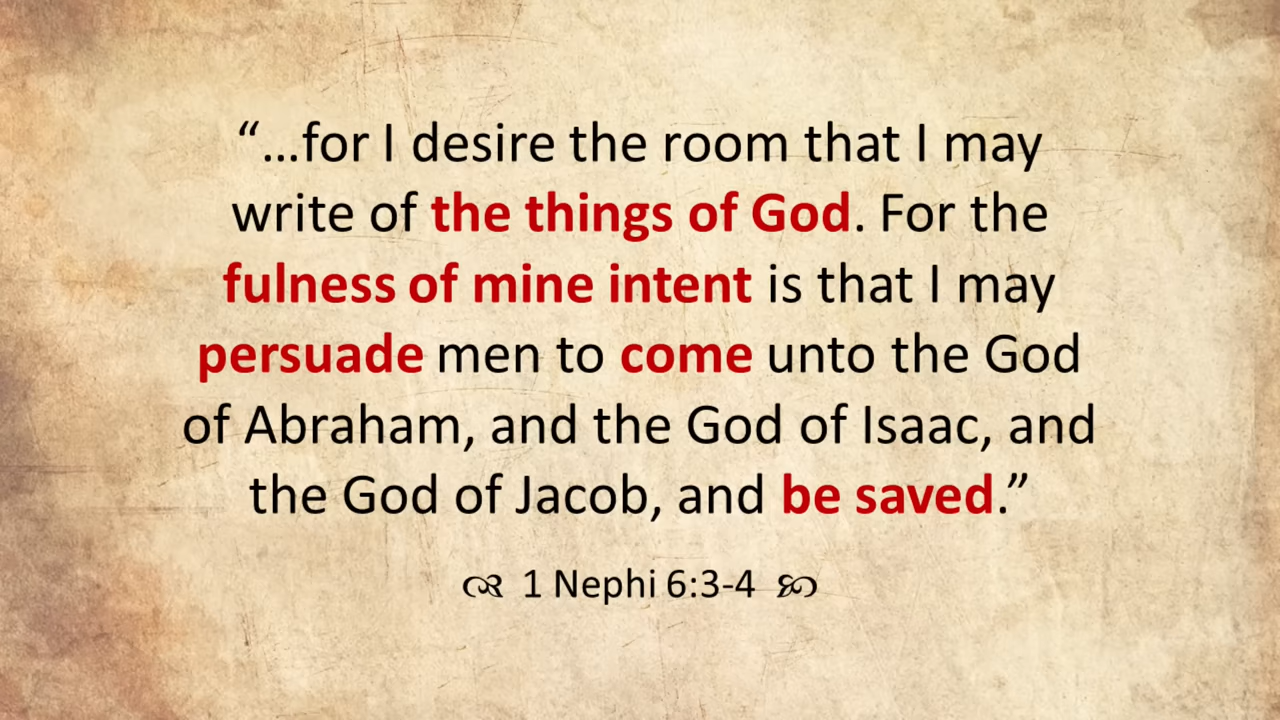 “...for I desire the room that I may
write of the things of God. For the
fulness of mine intent is that I may
persuade men to come unto the God
of Abraham, and the God of Isaac, and
the God of Jacob, and be saved.”
1 Nephi 6:3-4